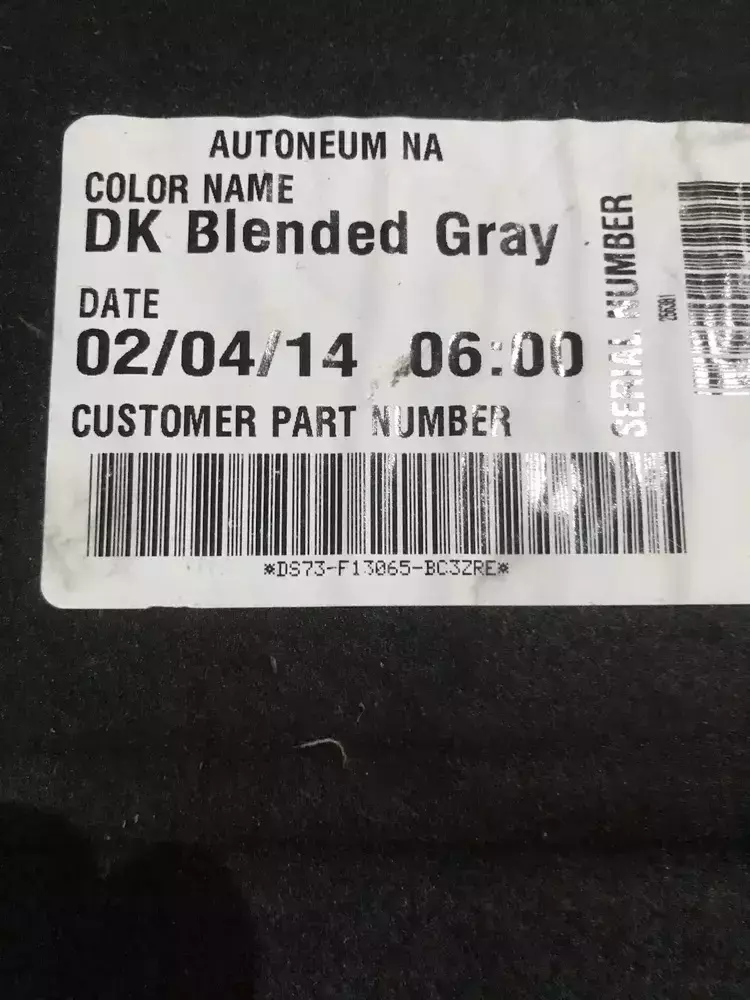 AUTONEUM NA
COLOR NAME
DK Blended Gray
DATE
02/04/14 06:00
CUSTOMER PART NUMBER
*DS73-F13065-BC3ZRE*
SERIAL NUMBER
256381